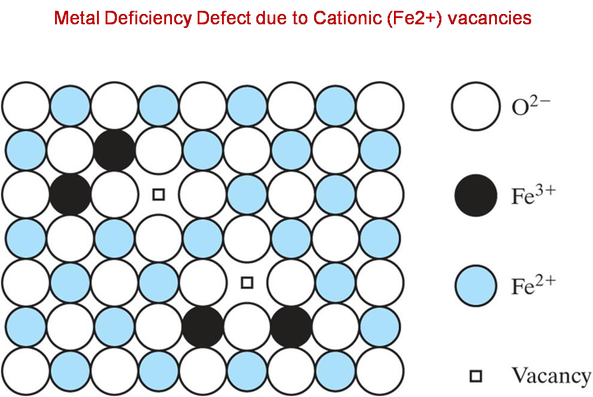 Metal Deficiency Defect due to Cationic (Fe2+) vacancies
O²⁻
Fe³⁺
Fe²⁺
Vacancy